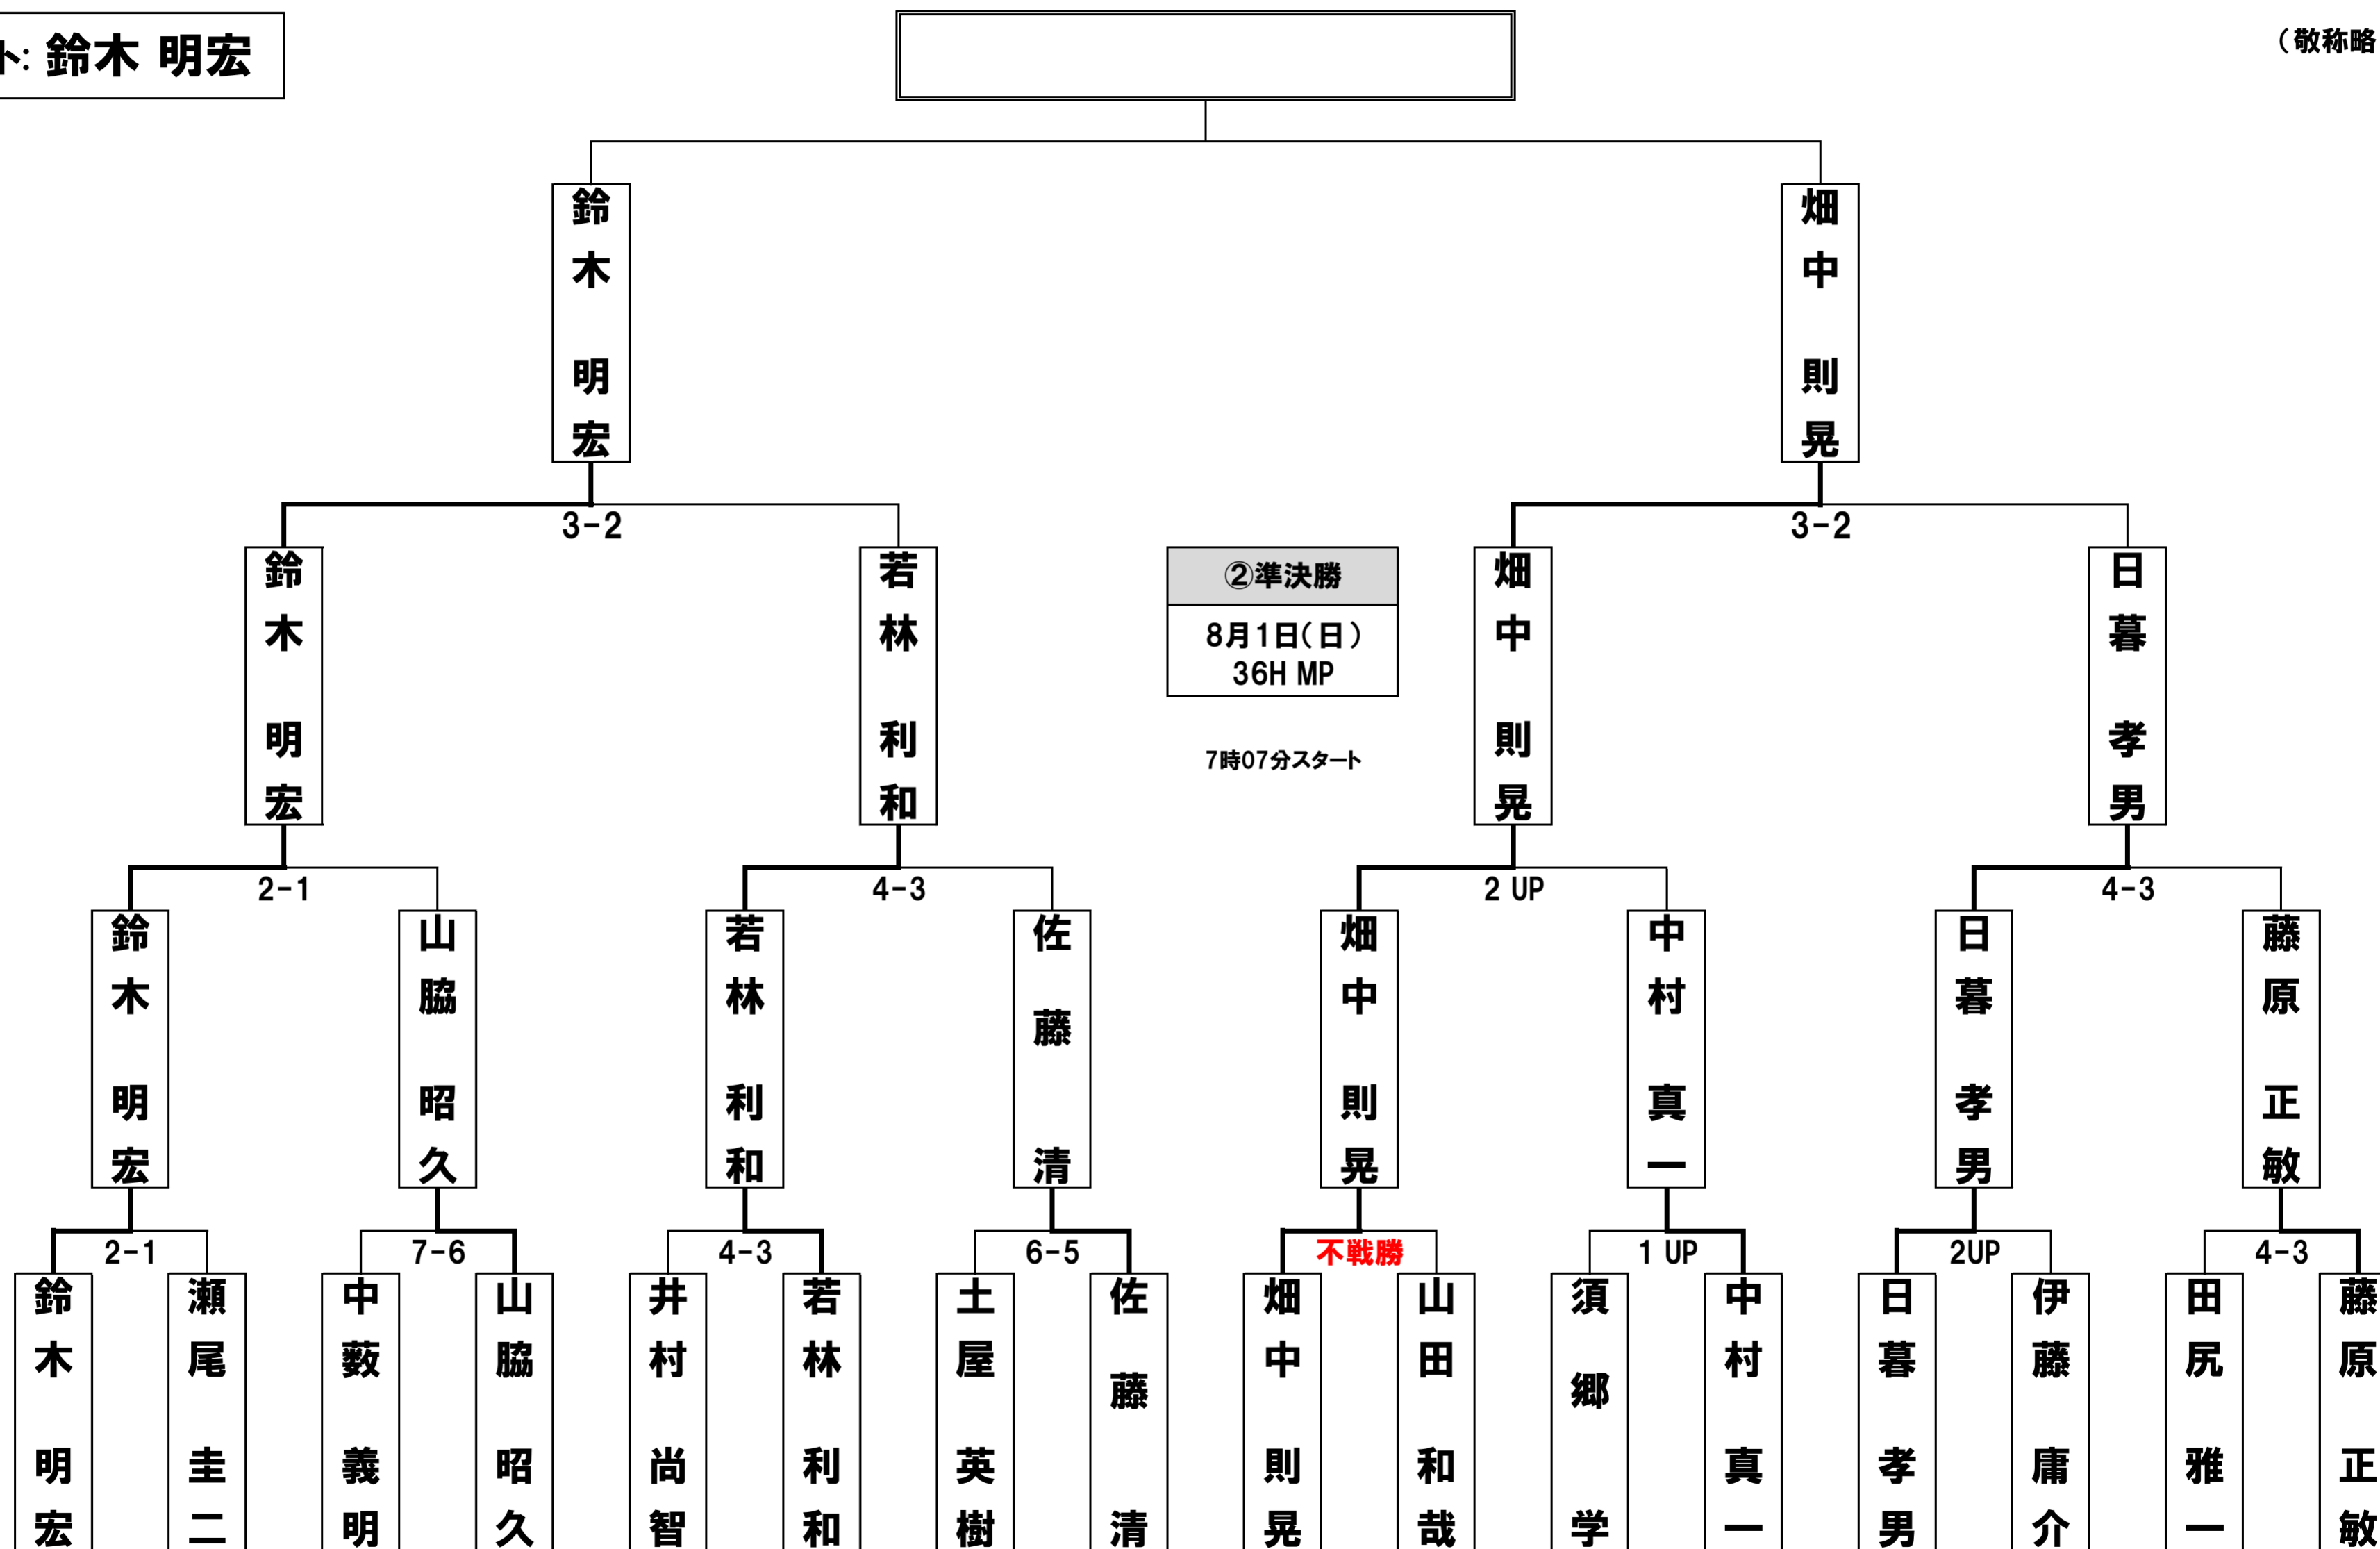 ト: 鈴木 明宏
（敬称略
鈴木 明宏
畑中 則晃
3-2
3-2
鈴木 明宏
若林 利和
②準決勝
8月1日(日)
36H MP
7時07分スタート
畑中 則晃
日暮 孝男
2-1
4-3
2 UP
4-3
鈴木 明宏
山脇 昭久
若林 利和
佐藤 清
畑中 則晃
中村 真一
日暮 孝男
藤原 正敏
2-1
7-6
4-3
6-5
不戦勝
1 UP
2UP
4-3
鈴木 明宏
瀬尾 圭二
中薮 義明
山脇 昭久
井村 尚智
若林 利和
土屋 英樹
佐藤 清
畑中 則晃
山田 和哉
須郷 学
中村 真一
日暮 孝男
伊藤 庸介
田尻 雅一
藤原 正敏